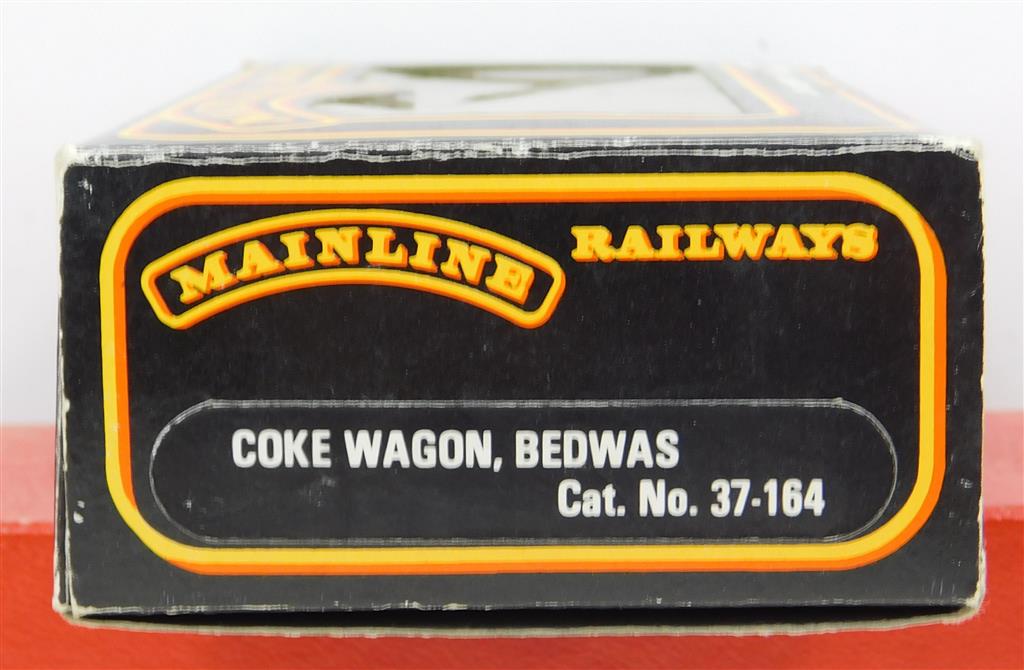 MAINLINE RAILWAYS
COKE WAGON, BEDWAS
Cat. No. 37-164